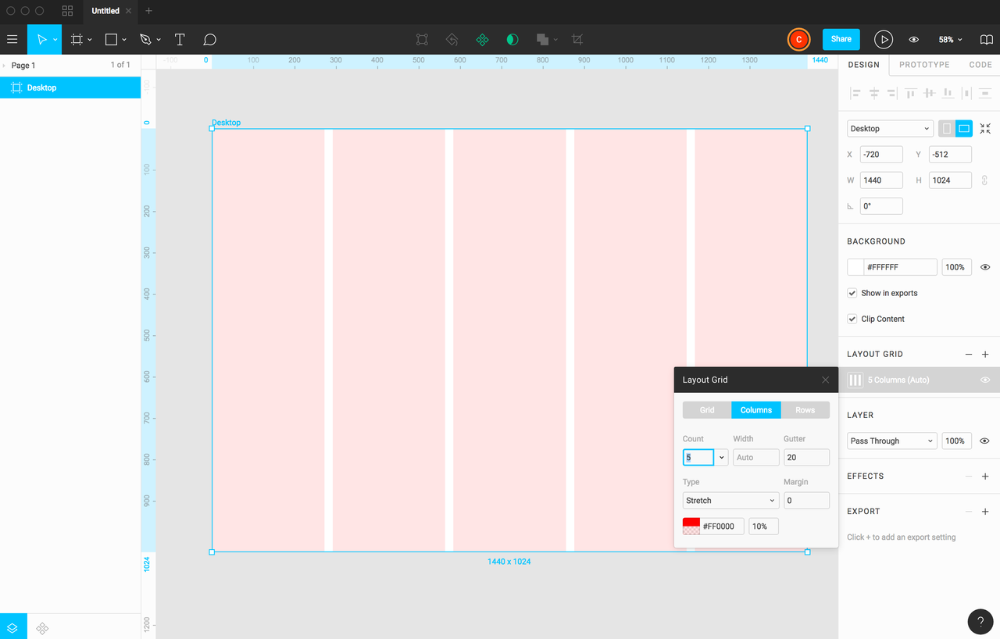 Untitled
C
Share
58%
Page 1
1 of 1
Desktop
-100 0 100 200 300 400 500 600 700 800 900 1000 1100 1200 1300 1440
-100
0
100
200
300
400
500
600
700
800
900
1024
1200
Desktop
1440 x 1024
DESIGN PROTOTYPE CODE
Desktop
X -720 Y -512
W 1440 H 1024
0°
BACKGROUND
#FFFFFF 100%
Show in exports
Clip Content
LAYOUT GRID
5 Columns (Auto)
LAYER
Pass Through 100%
EFFECTS
EXPORT
Click + to add an export setting
Layout Grid
Grid Columns Rows
Count Width Gutter
5 Auto 20
Type Margin
Stretch 0
#FF0000 10%
?